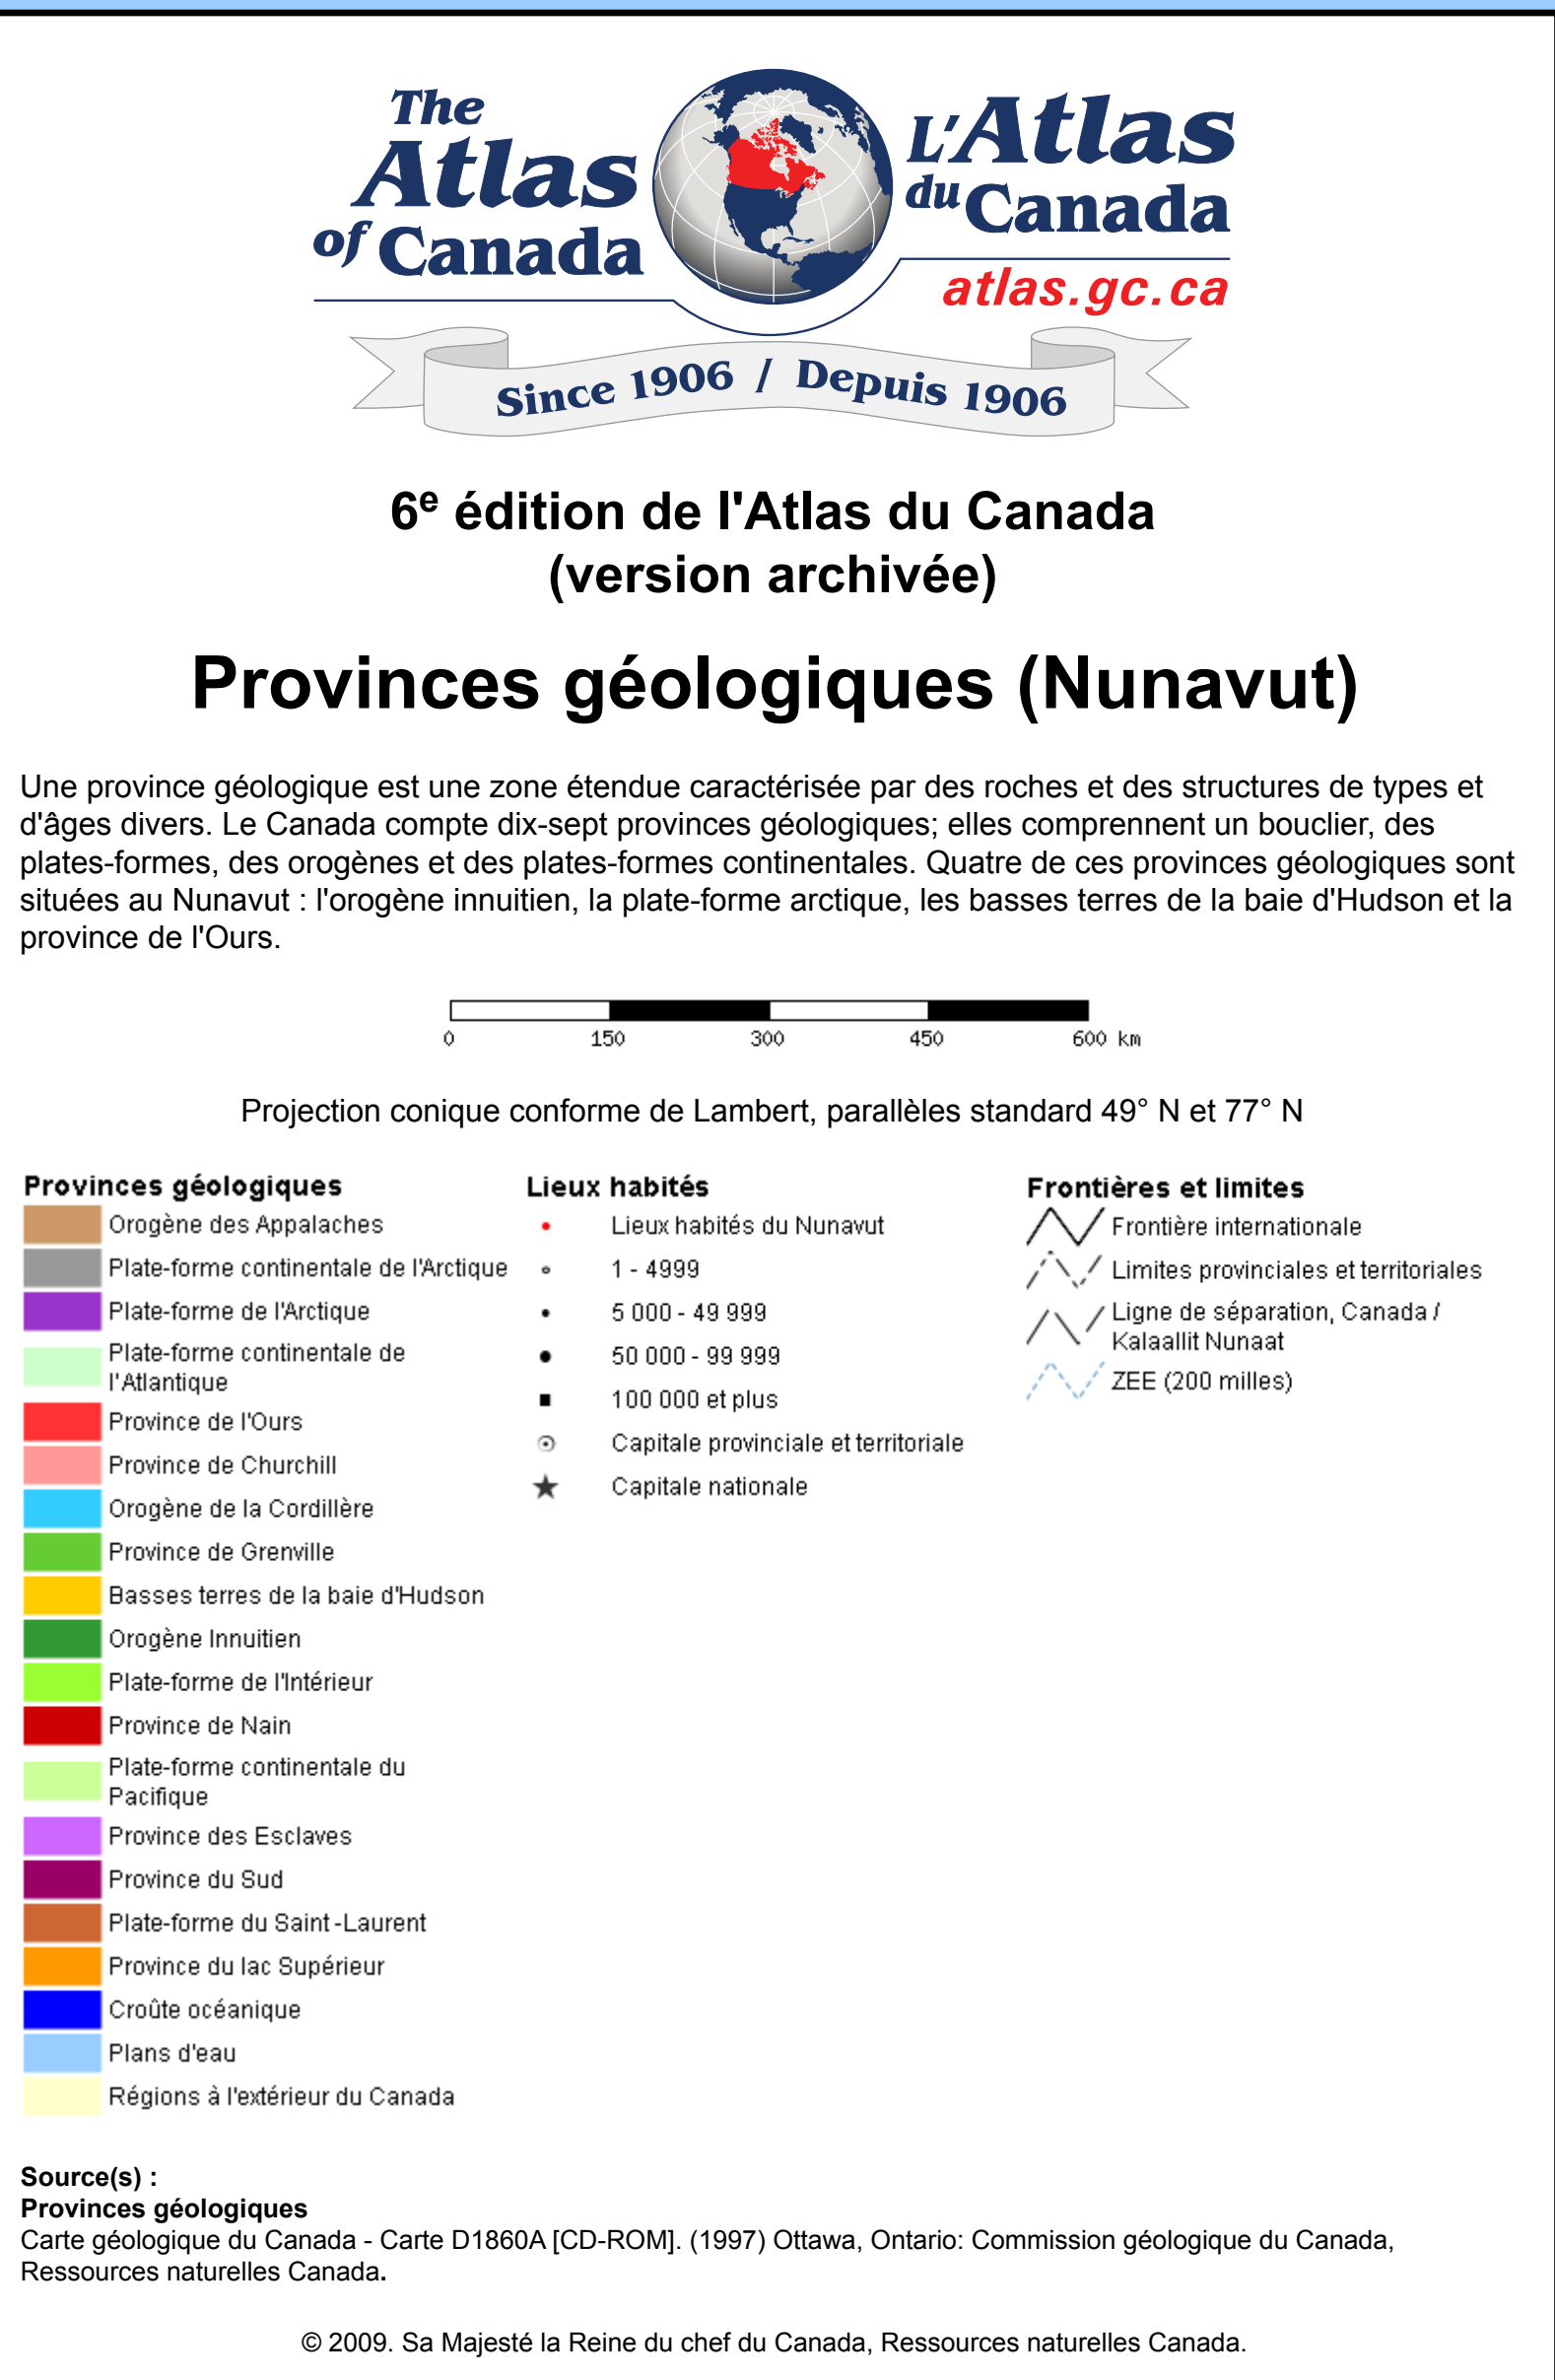 The
Atlas
of Canada
L'Atlas
du Canada
atlas.gc.ca
Since 1906 / Depuis 1906
6e édition de l'Atlas du Canada
(version archivée)
Provinces géologiques (Nunavut)
Une province géologique est une zone étendue caractérisée par des roches et des structures de types et
d'âges divers. Le Canada compte dix-sept provinces géologiques; elles comprennent un bouclier, des
plates-formes, des orogènes et des plates-formes continentales. Quatre de ces provinces géologiques sont
situées au Nunavut : l'orogène innuitien, la plate-forme arctique, les basses terres de la baie d'Hudson et la
province de l'Ours.
0 150 300 450 600 km
Projection conique conforme de Lambert, parallèles standard 49° N et 77° N
Provinces géologiques
Orogène des Appalaches
Plate-forme continentale de l'Arctique
Plate-forme de l'Arctique
Plate-forme continentale de
l'Atlantique
Province de l'Ours
Province de Churchill
Orogène de la Cordillère
Province de Grenville
Basses terres de la baie d'Hudson
Orogène Innuitien
Plate-forme de l'Intérieur
Province de Nain
Plate-forme continentale du
Pacifique
Province des Esclaves
Province du Sud
Plate-forme du Saint-Laurent
Province du lac Supérieur
Croûte océanique
Plans d'eau
Régions à l'extérieur du Canada
Lieux habités
Lieux habités du Nunavut
1 - 4999
5 000 - 49 999
50 000 - 99 999
100 000 et plus
Capitale provinciale et territoriale
Capitale nationale
Frontières et limites
Frontière internationale
Limites provinciales et territoriales
Ligne de séparation, Canada /
Kalaallit Nunaat
ZEE (200 milles)
Source(s) :
Provinces géologiques
Carte géologique du Canada - Carte D1860A [CD-ROM]. (1997) Ottawa, Ontario: Commission géologique du Canada,
Ressources naturelles Canada.
© 2009. Sa Majesté la Reine du chef du Canada, Ressources naturelles Canada.